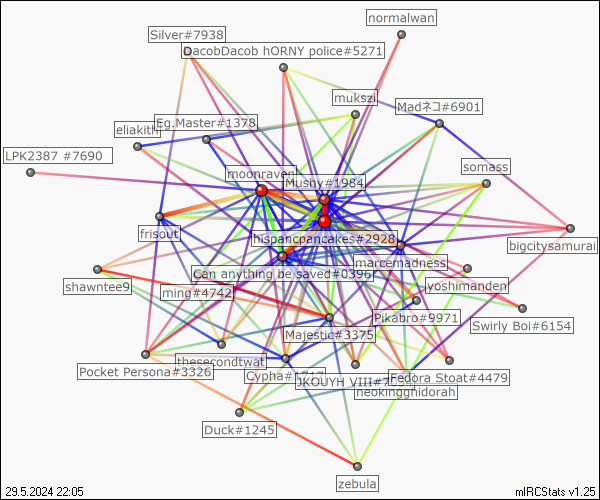 normalwan
Silver#7938
DacobDacob hORNY police#5271
mukszi
Madネコ#6901
Eg.Master#1378
eliakith
LPK2387 #7690
somass
moonraven
Mushy#1984
frisout
hispancpancakes#2928
bigcitysamurai
marcemadness
Can anything be saved#0396
shawntee9
yoshimanden
ming#4742
Pikabro#9971
Swirly Boi#6154
Majestic#3375
thesecondtwat
Pocket Persona#3326
Cypha
JKOUYH VIII
Fedora Stoat#4479
neokingghidorah
Duck#1245
zebula
29.5.2024 22:05
mIRCStats v1.25